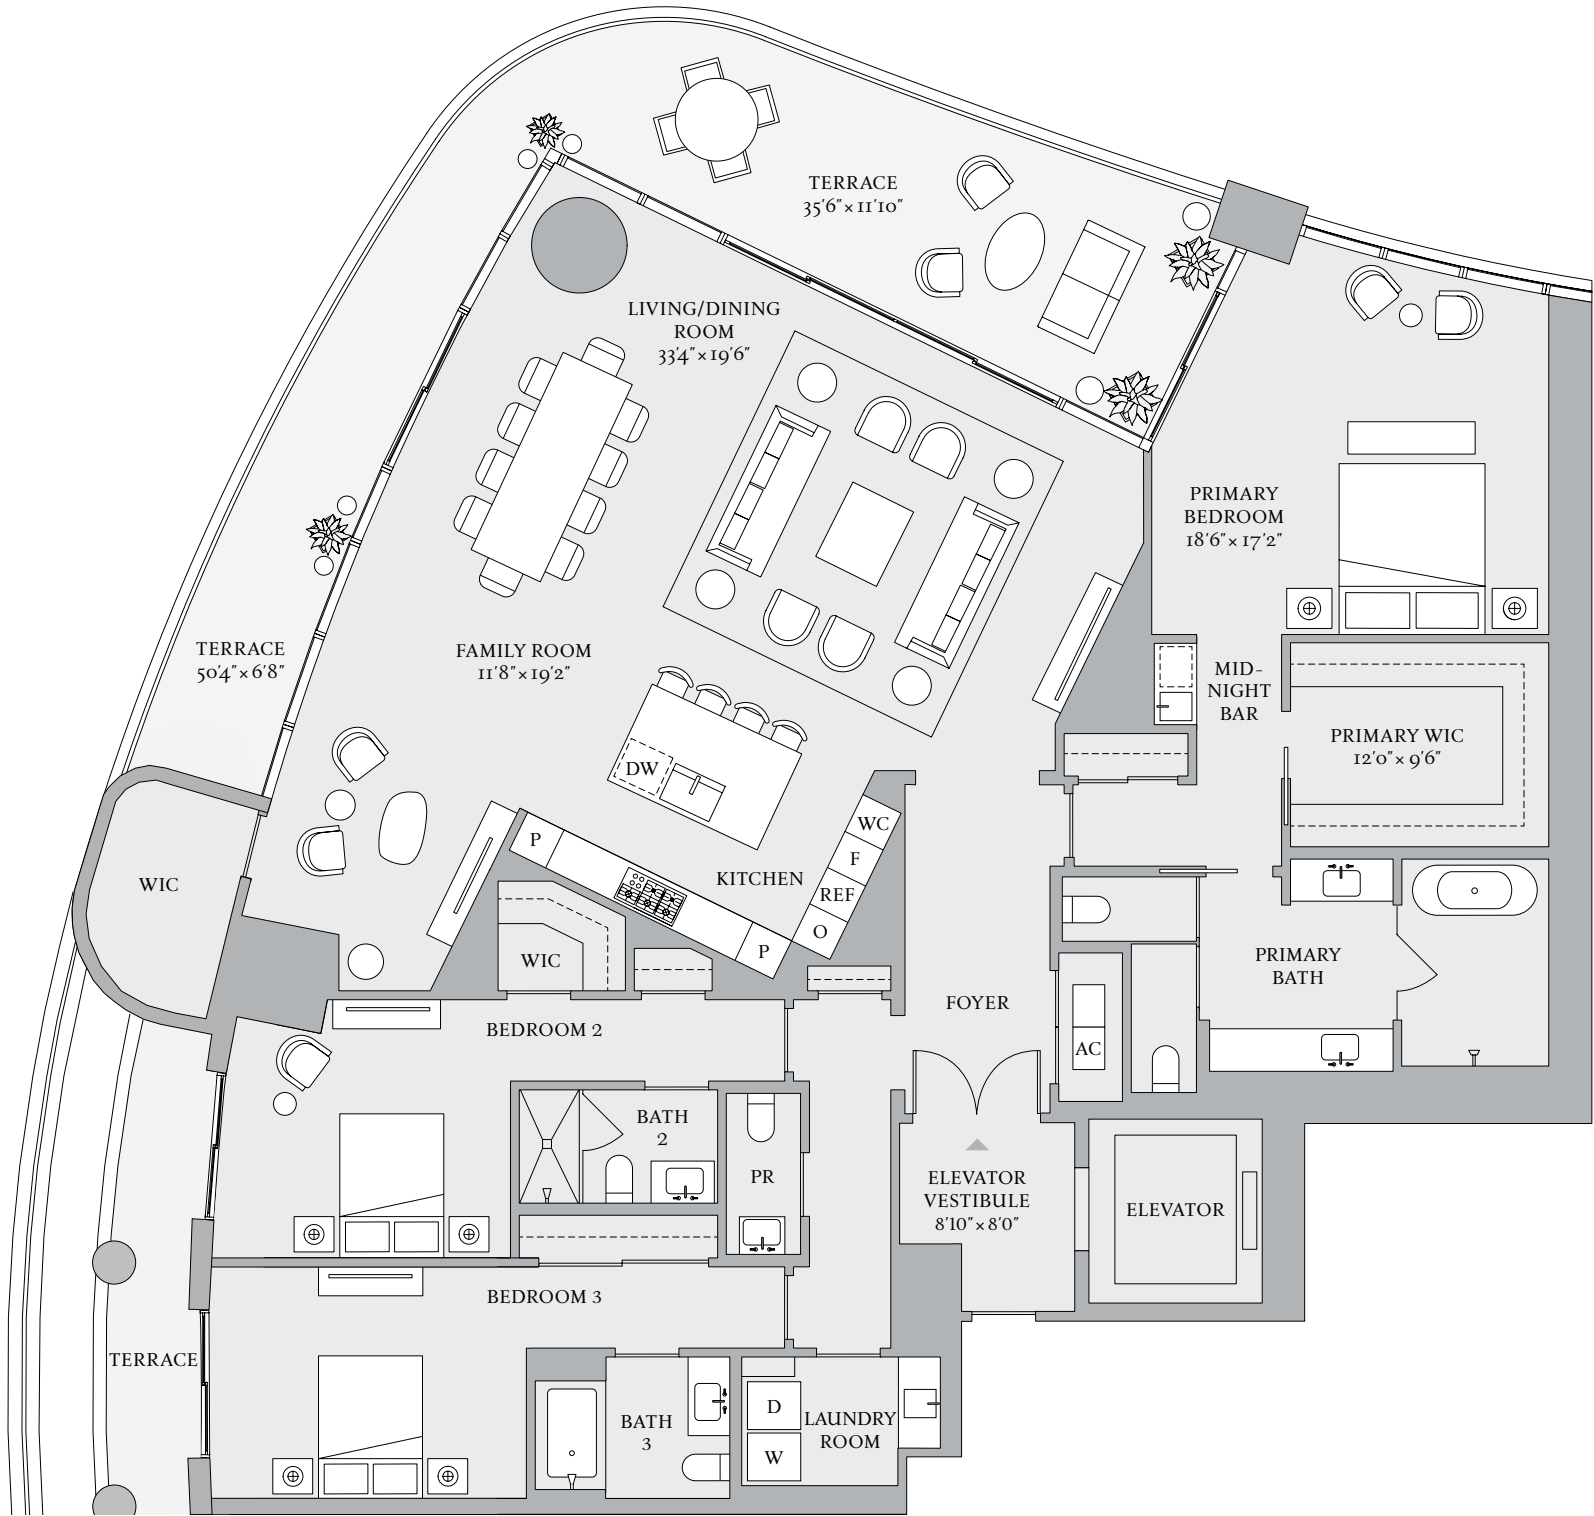 TERRACE
35'6" × 11'10"
LIVING/DINING
ROOM
33'4" × 19'6"
PRIMARY
BEDROOM
18'6" × 17'2"
TERRACE
50'4" × 6'8"
FAMILY ROOM
11'8" × 19'2"
MID-
NIGHT
BAR
PRIMARY WIC
12'0" × 9'6"
DW
WC
F
REF
O
P
KITCHEN
P
WIC
WIC
PRIMARY
BATH
FOYER
AC
BEDROOM 2
BATH
2
PR
ELEVATOR
VESTIBULE
8'10" × 8'0"
ELEVATOR
BEDROOM 3
TERRACE
BATH
3
D
W
LAUNDRY
ROOM